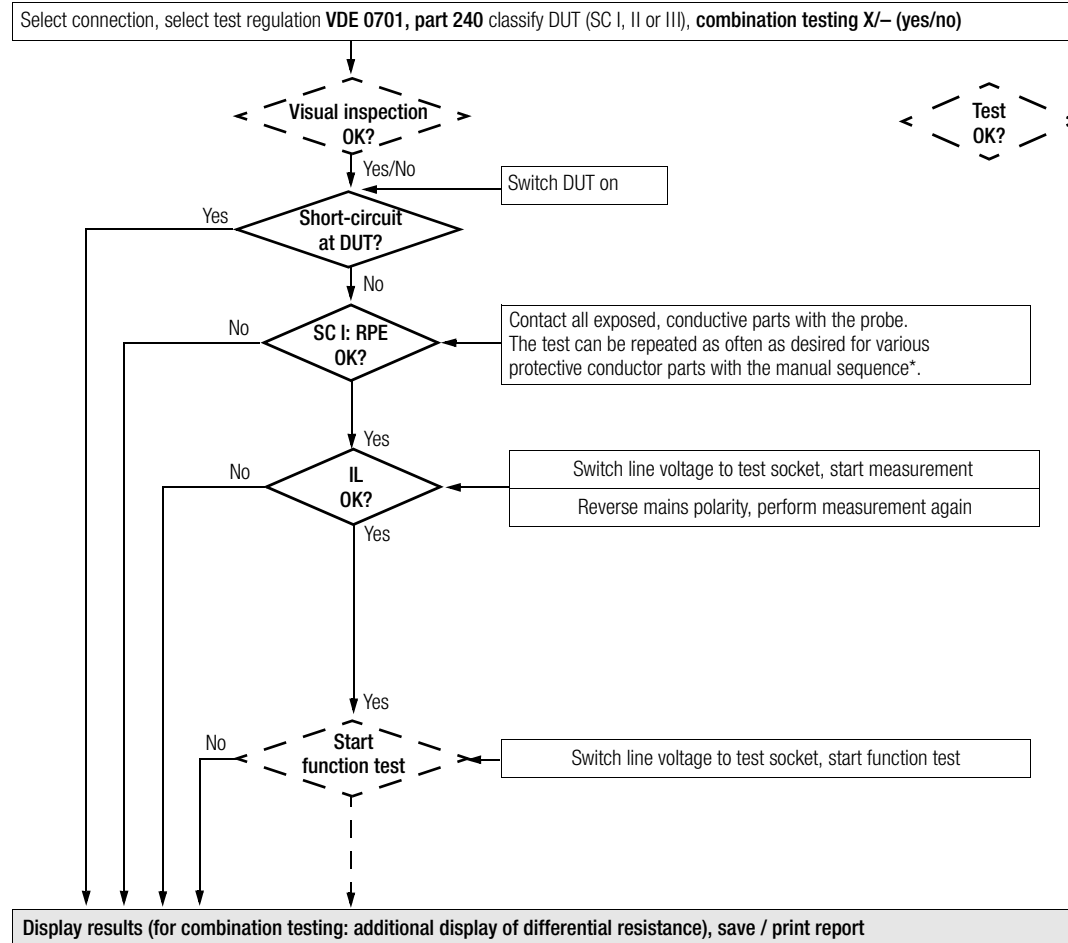 Select connection, select test regulation VDE 0701, part 240 classify DUT (SC I, II or III), combination testing X/– (yes/no)
Visual inspection
OK?
Test
OK?
Yes/No
Switch DUT on
Yes
Short-circuit
at DUT?
No
No
SC I: RPE
OK?
Contact all exposed, conductive parts with the probe.
The test can be repeated as often as desired for various
protective conductor parts with the manual sequence*.
Yes
No
IL
OK?
Switch line voltage to test socket, start measurement
Reverse mains polarity, perform measurement again
Yes
Yes
No
Start
function test
Switch line voltage to test socket, start function test
Display results (for combination testing: additional display of differential resistance), save / print report